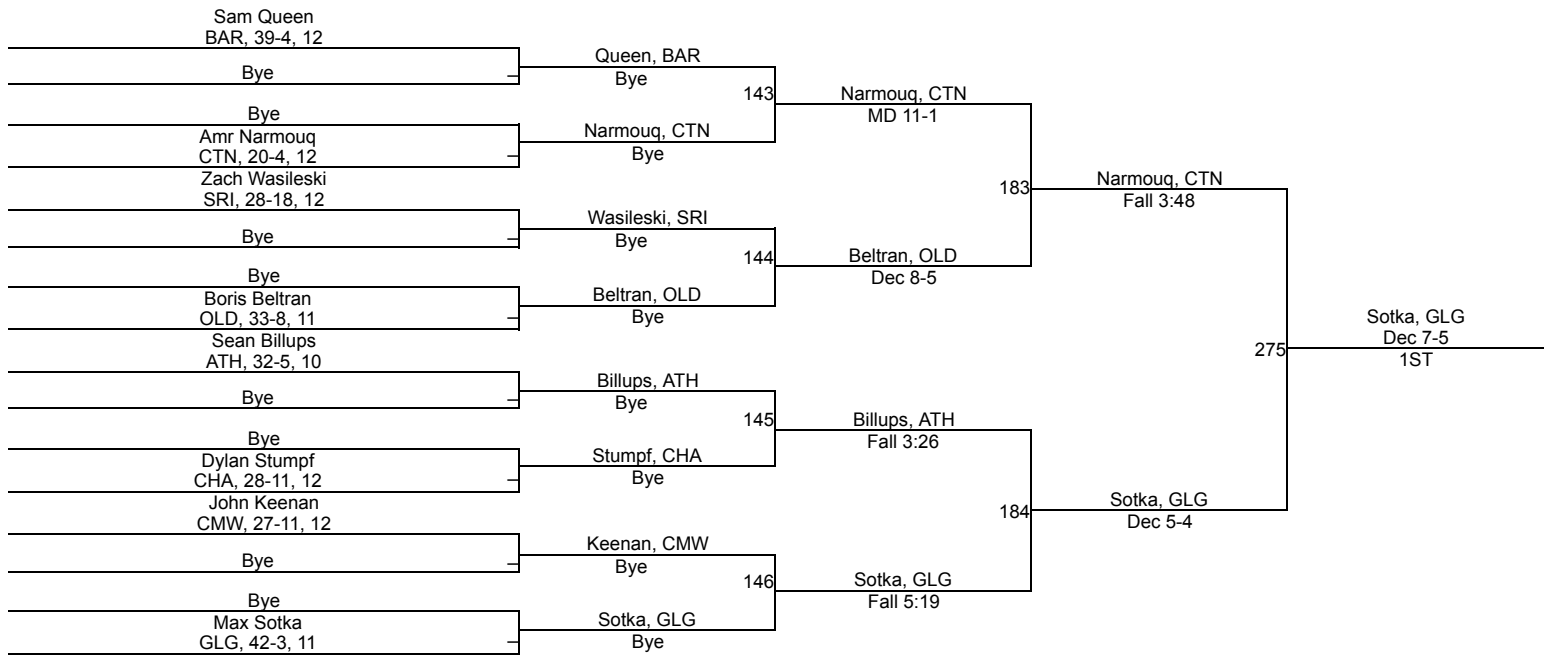 Sam Queen
BAR, 39-4, 12
Bye
Bye
Amr Narmouq
CTN, 20-4, 12
Zach Wasileski
SRI, 28-18, 12
Bye
Bye
Boris Beltran
OLD, 33-8, 11
Sean Billups
ATH, 32-5, 10
Bye
Bye
Dylan Stumpf
CHA, 28-11, 12
John Keenan
CMW, 27-11, 12
Bye
Bye
Max Sotka
GLG, 42-3, 11
Queen, BAR
Bye
143
Narmouq, CTN
Bye
Wasileski, SRI
Bye
144
Beltran, OLD
Bye
Billups, ATH
Bye
145
Stumpf, CHA
Bye
Keenan, CMW
Bye
146
Sotka, GLG
Bye
Narmouq, CTN
MD 11-1
183
Beltran, OLD
Dec 8-5
Billups, ATH
Fall 3:26
184
Sotka, GLG
Fall 5:19
Narmouq, CTN
Fall 3:48
275
Sotka, GLG
Dec 5-4
Sotka, GLG
Dec 7-5
1ST